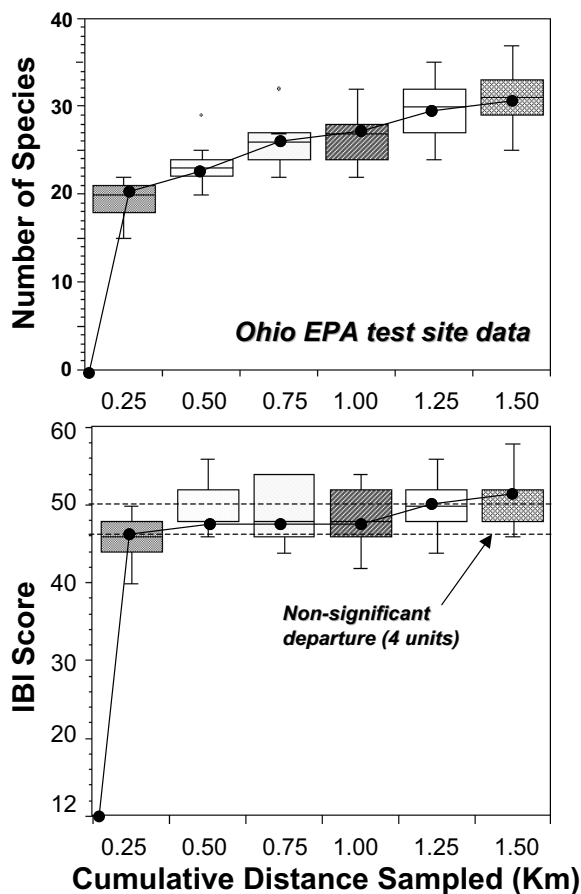 40
30
20
10
0
Number of Species
Ohio EPA test site data
0.25 0.50 0.75 1.00 1.25 1.50
60
50
40
30
20
12
IBI Score
Non-significant
departure (4 units)
0.25 0.50 0.75 1.00 1.25 1.50
Cumulative Distance Sampled (Km)